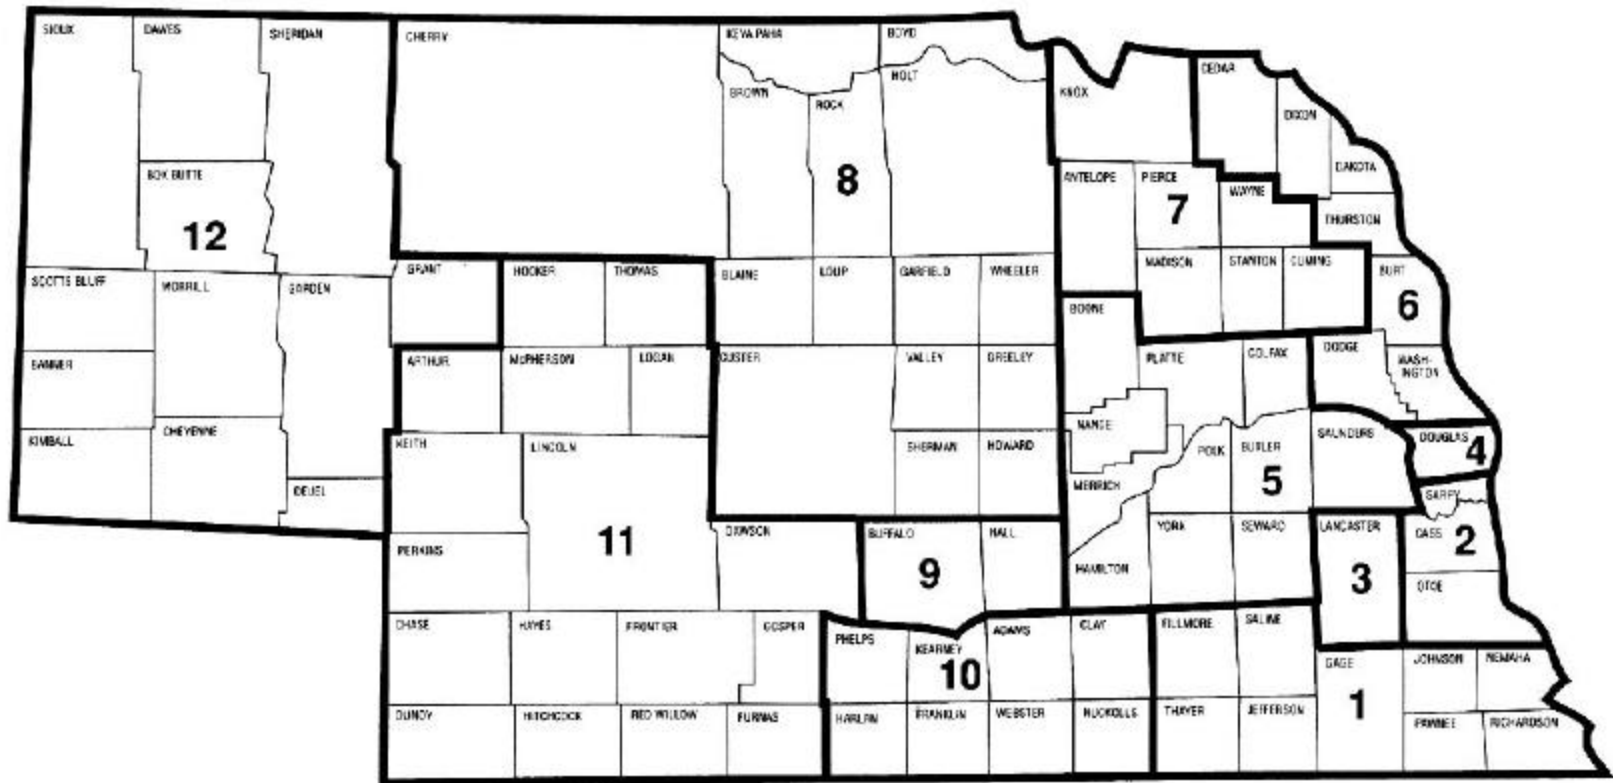 SIOUX
DAWES
SHERIDAN
CHERRY
KEYA PAHA
BOYD
HOLT
BROWN
ROCK
KNOX
CEDAR
DIXON
DAKOTA
BOX BUTTE
12
8
ANTELOPE
PIERCE
7
WAYNE
THURSTON
SCOTTS BLUFF
MORRILL
GARDEN
GRANT
HOOKER
THOMAS
BLAINE
LOUP
GARFIELD
WHEELER
MADISON
STANTON
CUMING
BURT
6
BOONE
BANNER
ARTHUR
McPHERSON
LOGAN
CUSTER
VALLEY
GREELEY
PLATTE
COLFAX
DODGE
WASH-
INGTON
NANCE
KIMBALL
CHEYENNE
KEITH
LINCOLN
SHERMAN
HOWARD
POLK
BUTLER
SAUNDERS
DOUGLAS
4
DEUEL
MERRICK
5
SARPY
PERKINS
11
DAWSON
BUFFALO
HALL
9
HAMILTON
YORK
SEWARD
LANCASTER
3
CASS
2
OTOE
CHASE
HAYES
FRONTIER
GOSPER
PHELPS
KEARNEY
10
ADAMS
CLAY
FILLMORE
SALINE
GAGE
1
JOHNSON
NEMAHA
DUNDY
HITCHCOCK
RED WILLOW
FURNAS
HARLAN
FRANKLIN
WEBSTER
NUCKOLLS
THAYER
JEFFERSON
PAWNEE
RICHARDSON